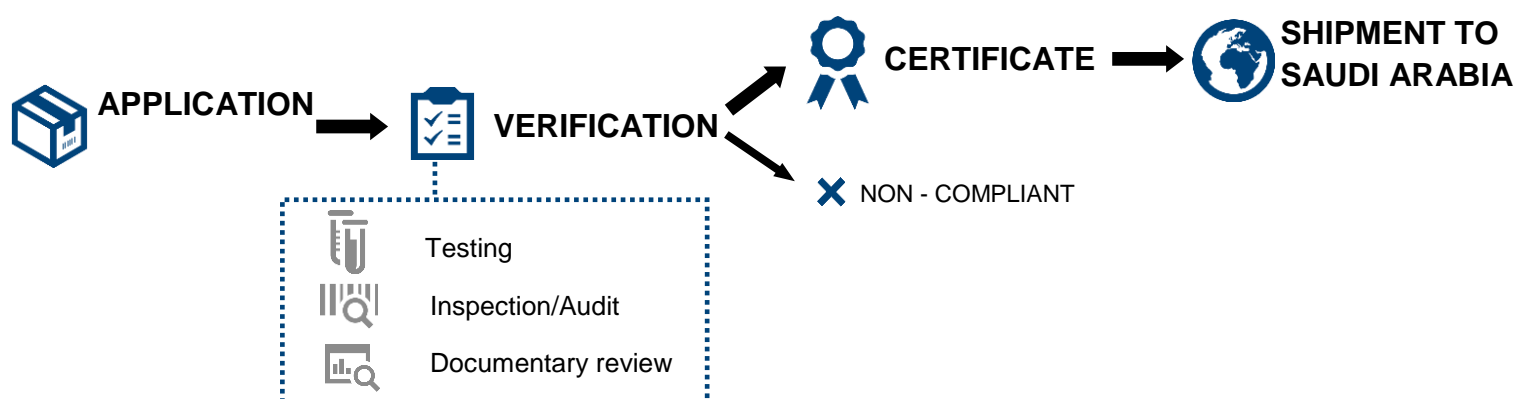 APPLICATION
VERIFICATION
CERTIFICATE
SHIPMENT TO
SAUDI ARABIA
NON - COMPLIANT
Testing
Inspection/Audit
Documentary review